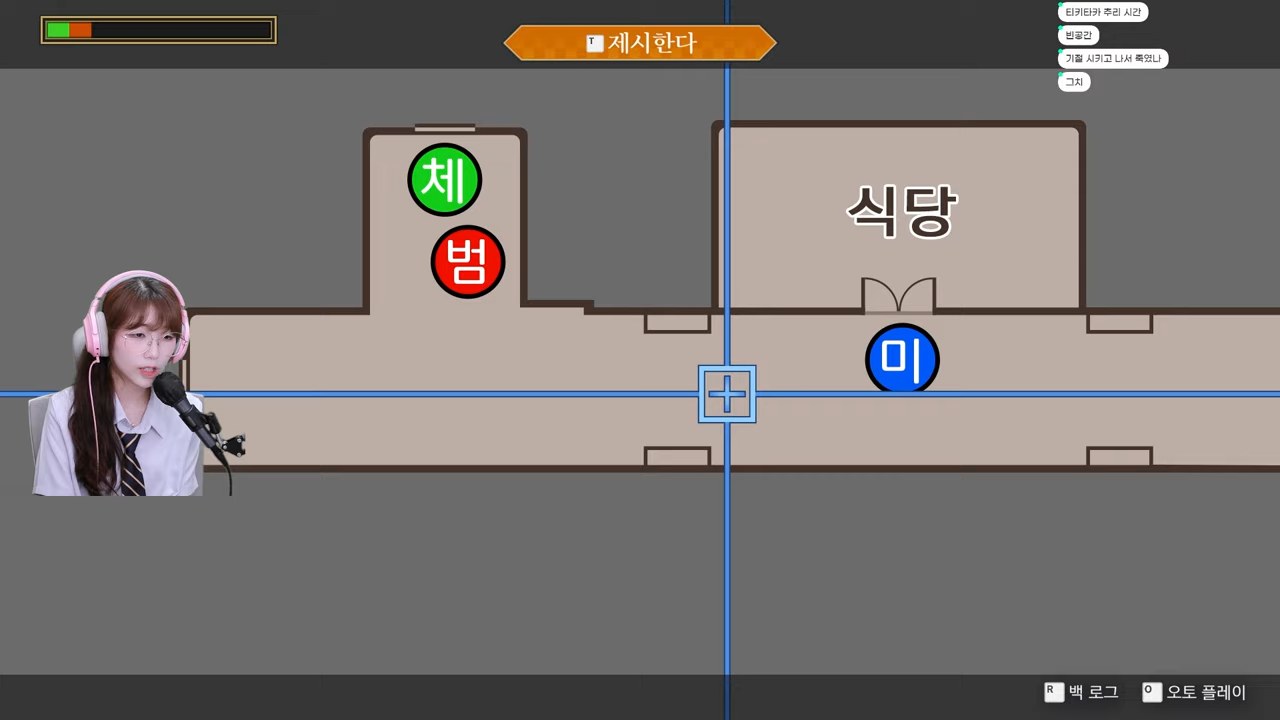 T 제시한다
티키타카 추리 시간
빈공간
기절 시키고 나서 죽였나
그치
체
범
식당
미
R 백 로그
O 오토 플레이